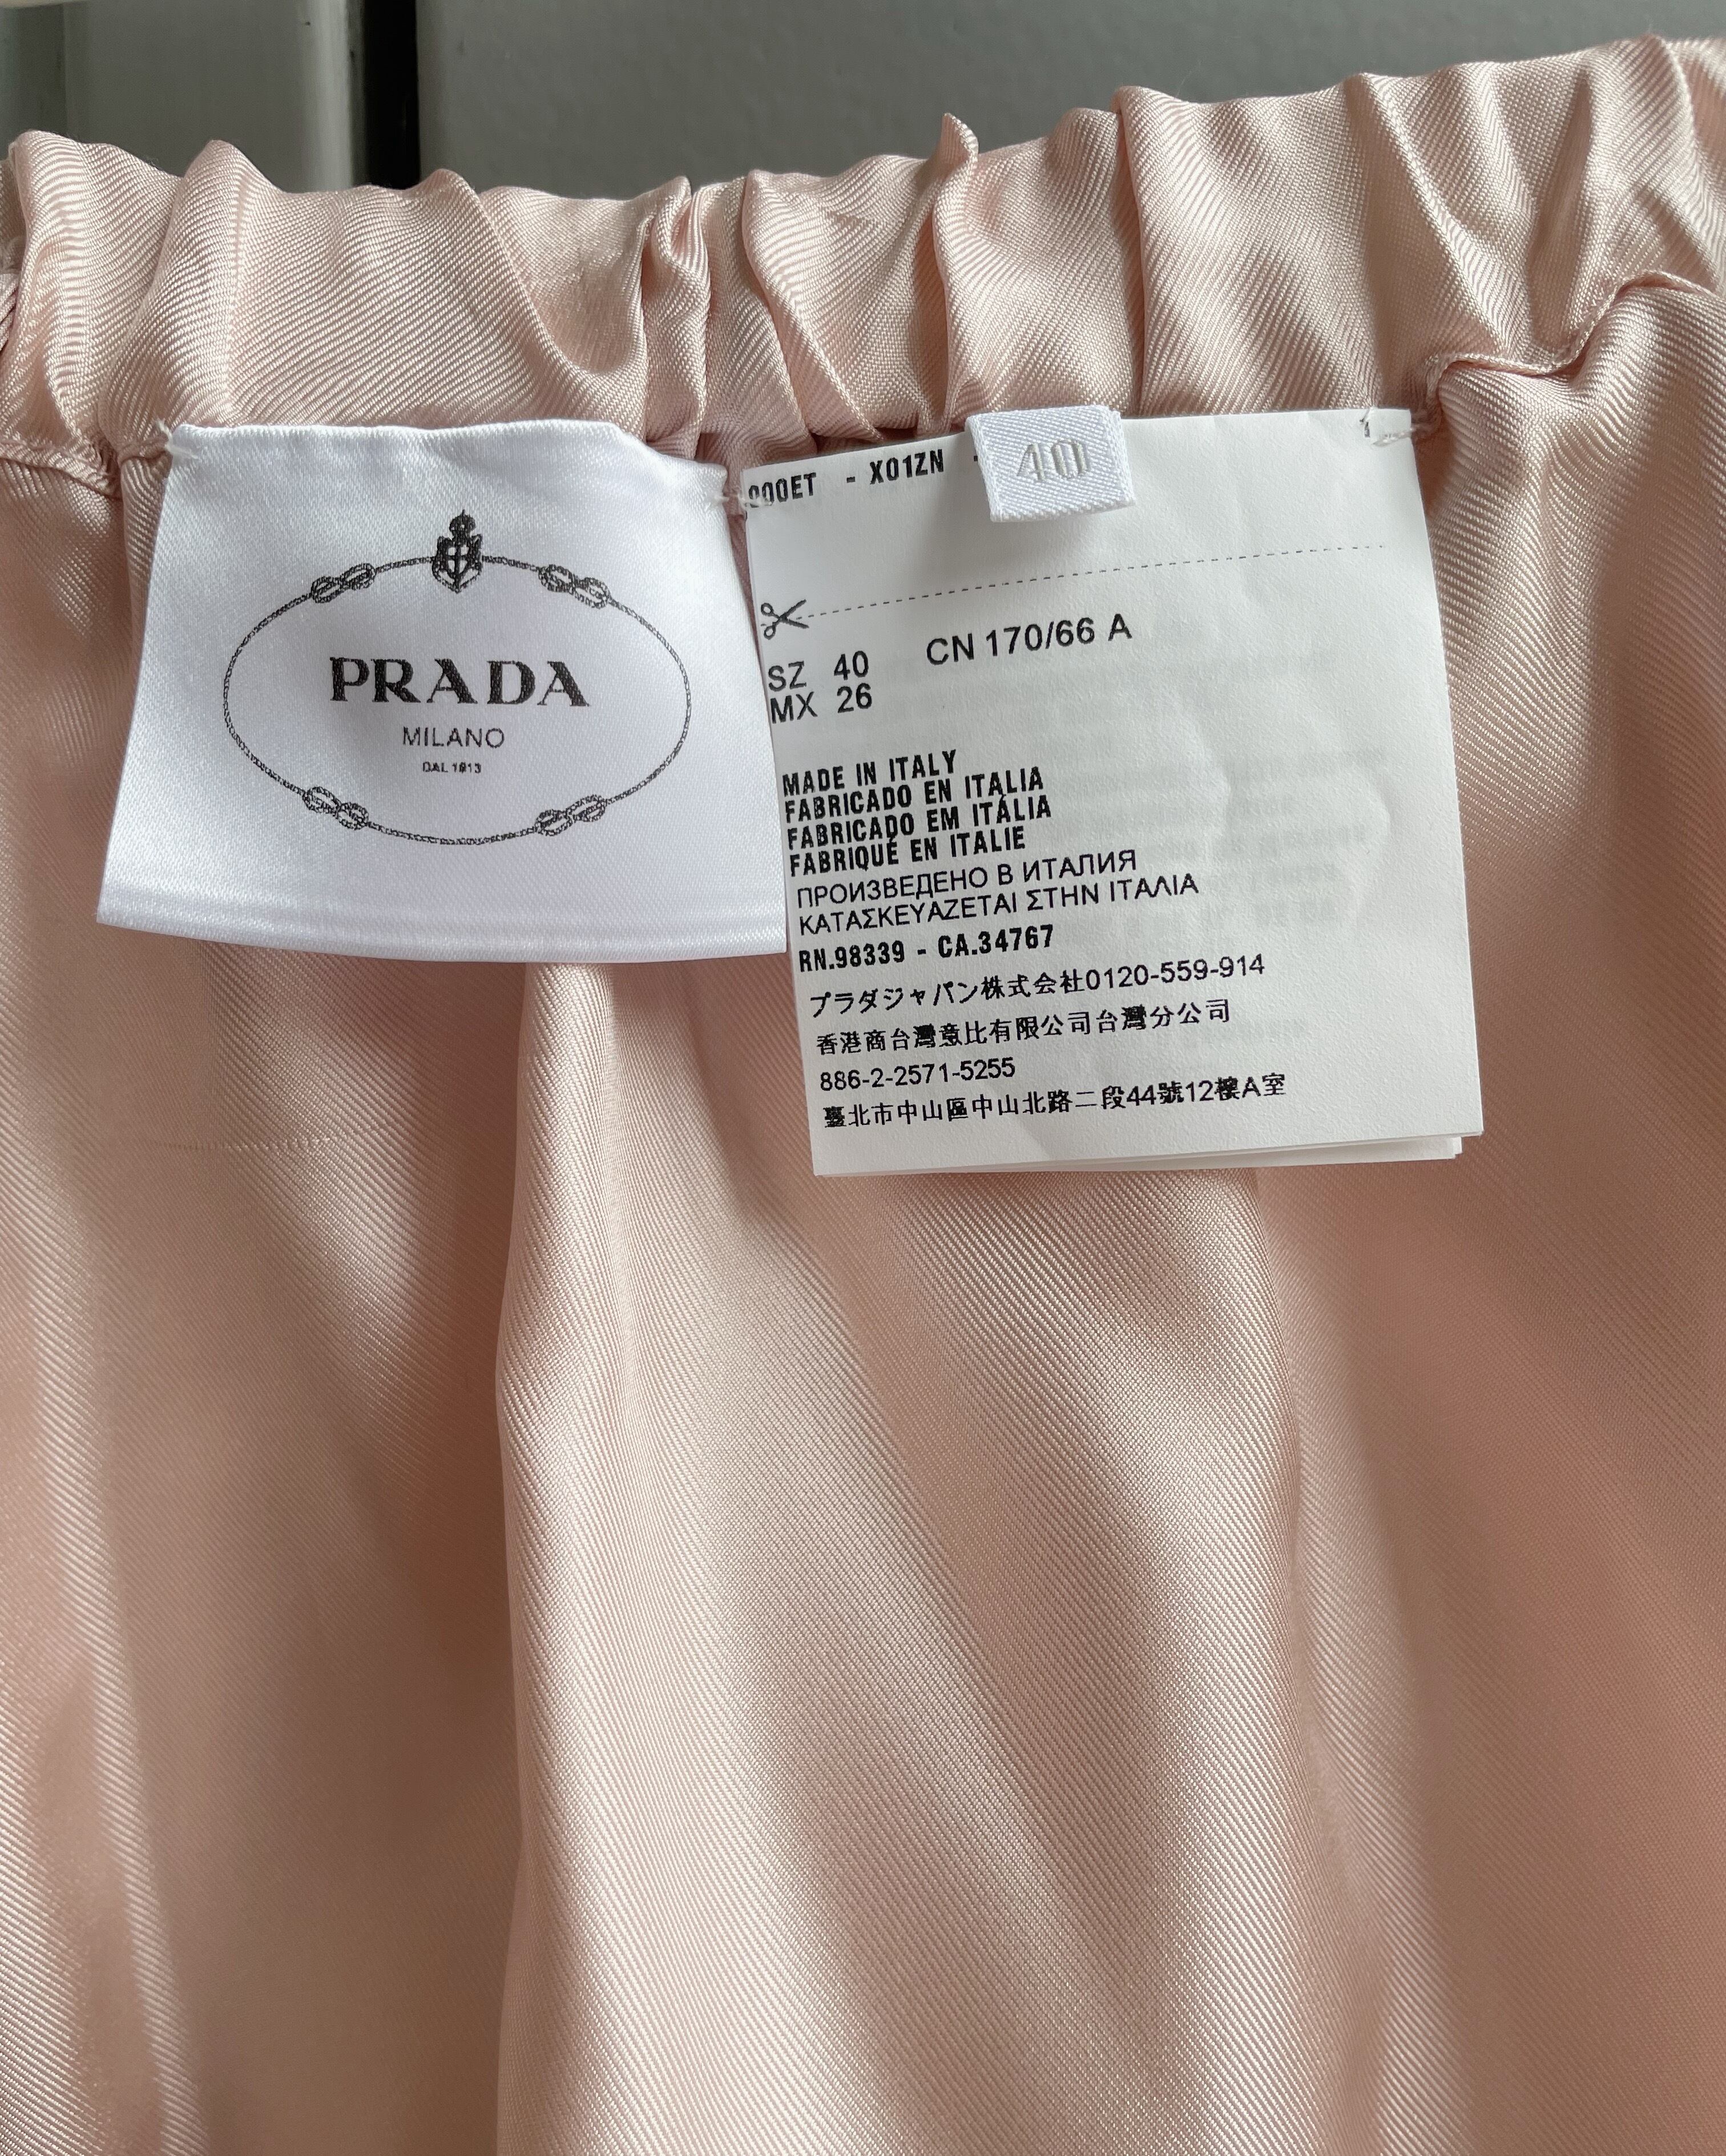 PRADA
MILANO
DAL 1913
000ET - X01ZN -
40
SZ 40 CN 170/66 A
MX 26
MADE IN ITALY
FABRICADO EN ITALIA
FABRICADO EM ITÁLIA
FABRIQUÉ EN ITALIE
ПРОИЗВЕДЕНО В ИТАЛИЯ
ΚΑΤΑΣΚΕΥΑΖΕΤΑΙ ΣΤΗΝ ΙΤΑΛΙΑ
RN.98339 - CA.34767
プラダジャパン株式会社0120-559-914
香港商台灣意比有限公司台灣分公司
886-2-2571-5255
臺北市中山區中山北路二段44號12樓A室